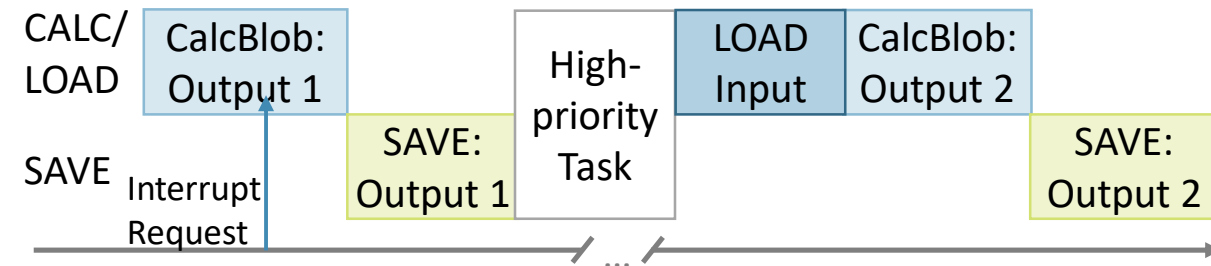 CALC/
LOAD
CalcBlob:
Output 1
High-
priority
Task
LOAD
Input
CalcBlob:
Output 2
SAVE
Interrupt
Request
SAVE:
Output 1
SAVE:
Output 2
...